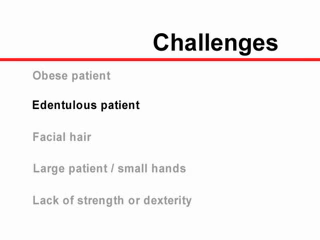 Challenges
Obese patient
Edentulous patient
Facial hair
Large patient / small hands
Lack of strength or dexterity